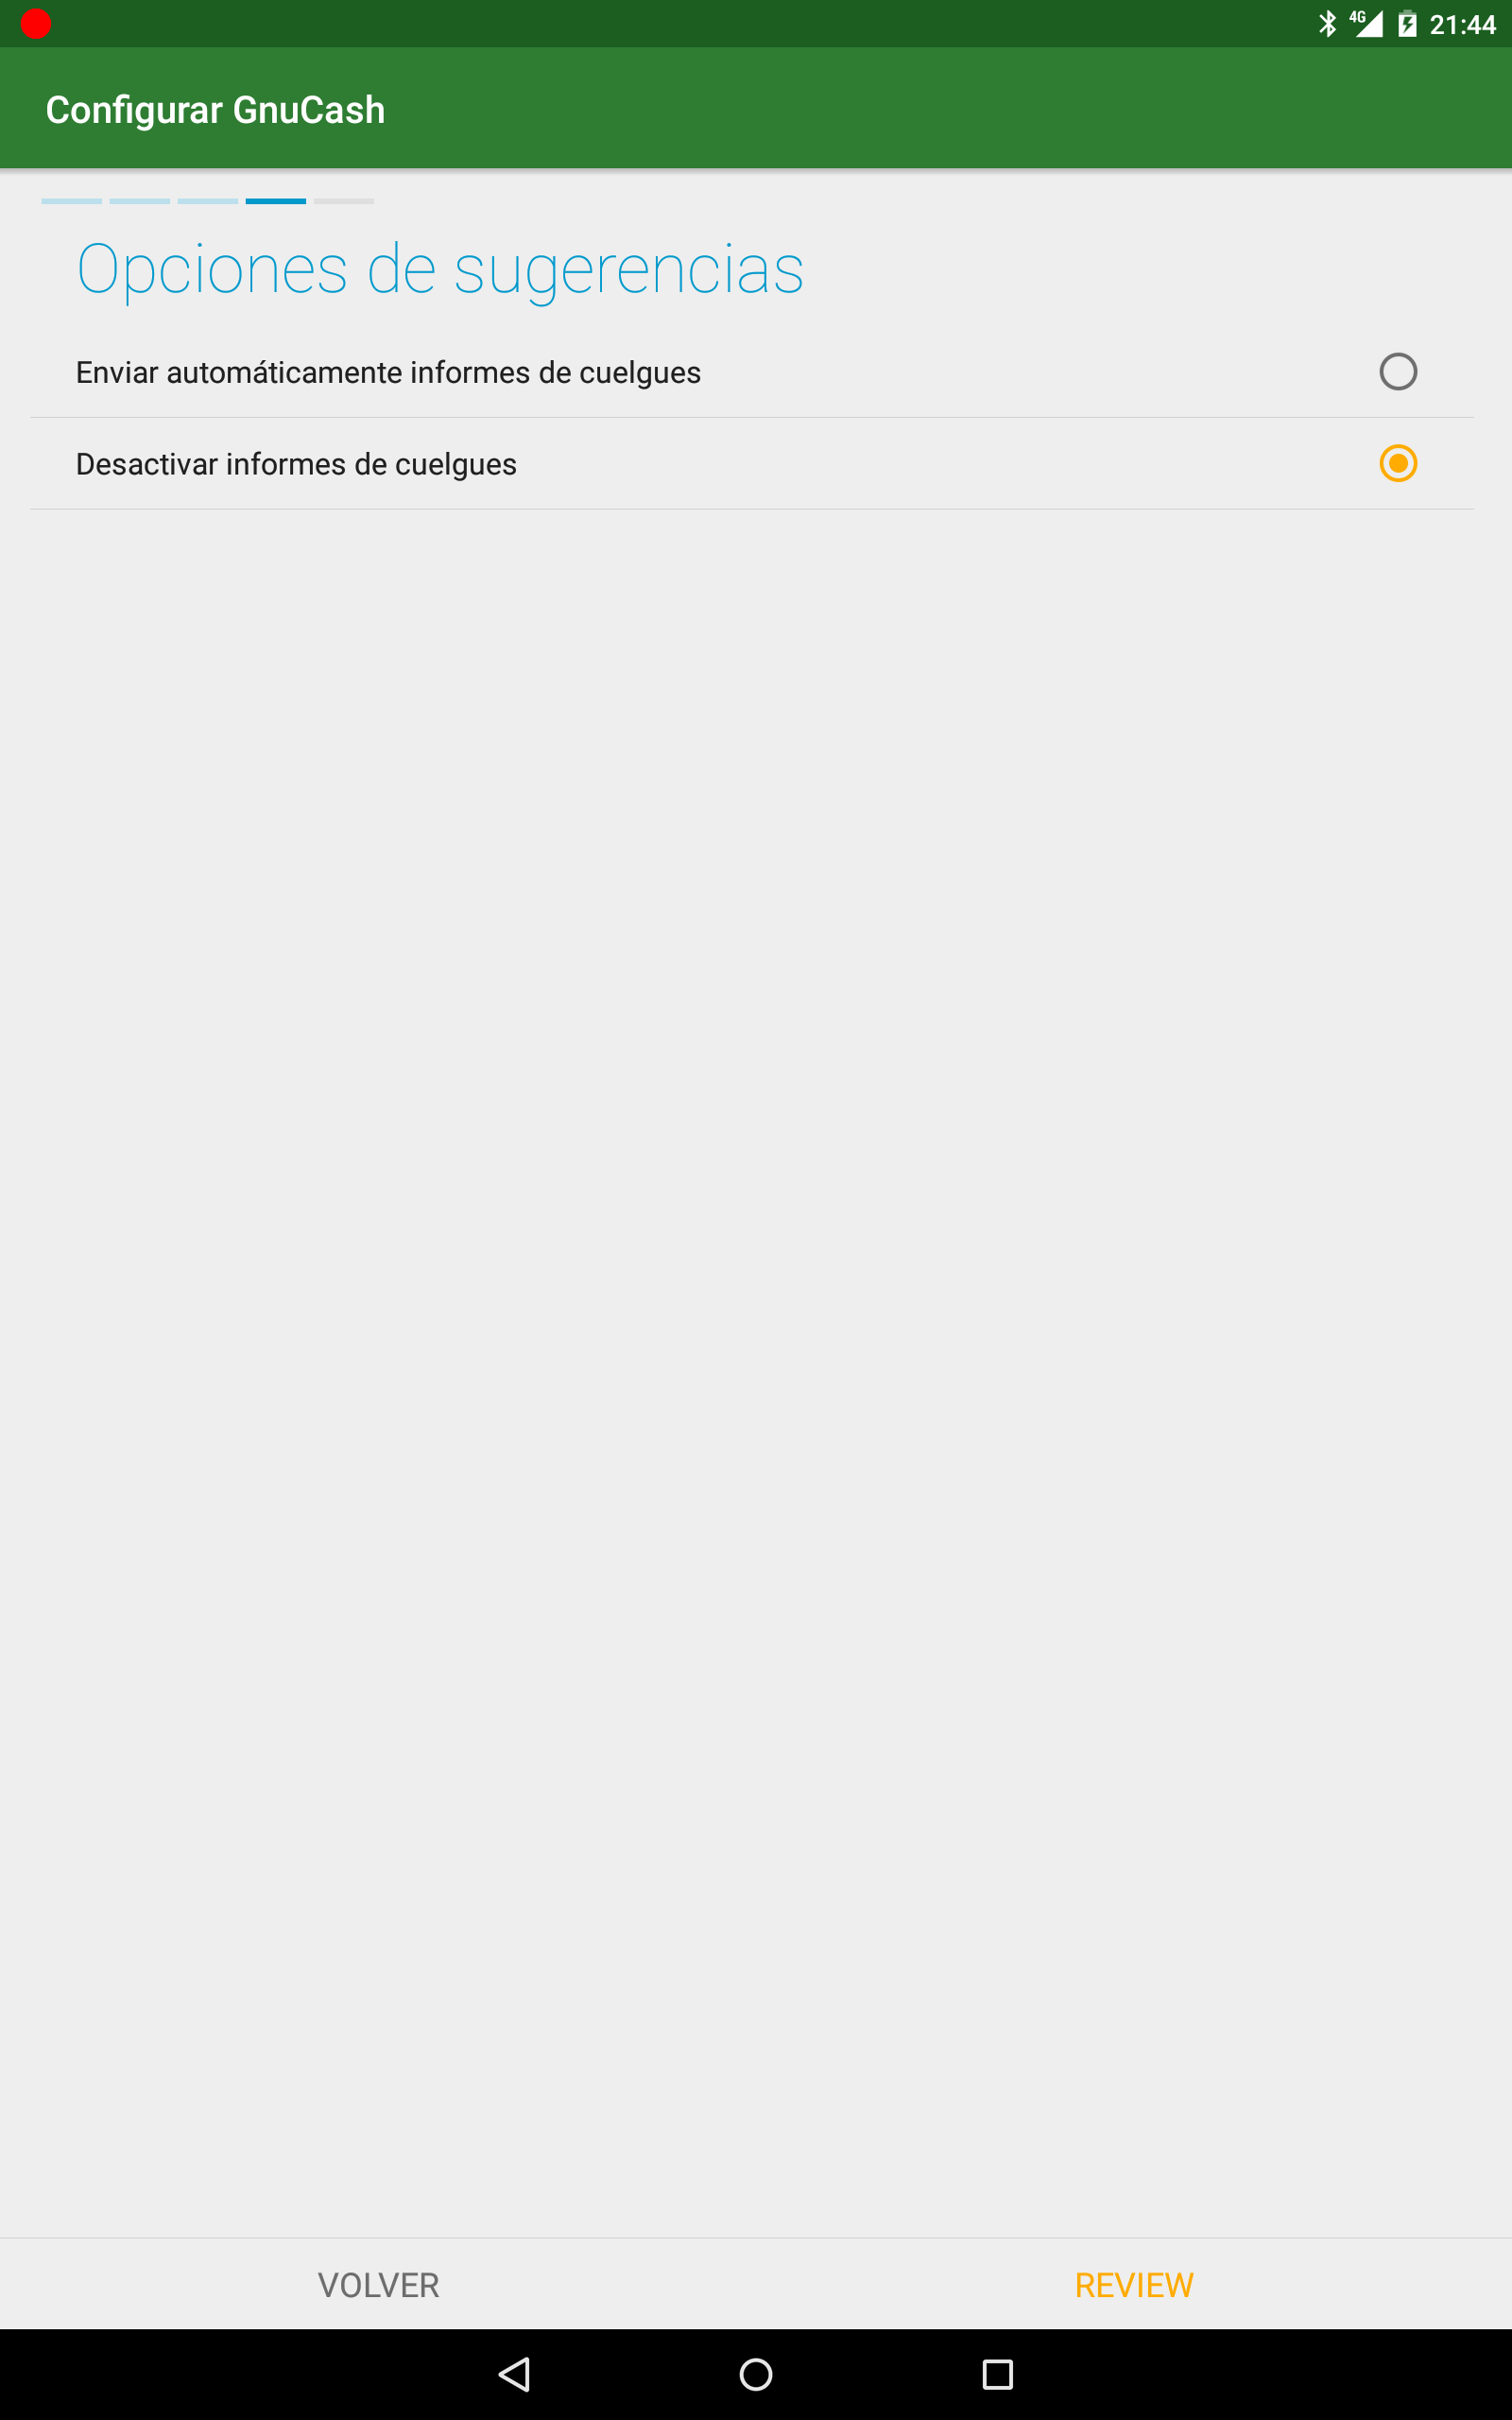 4G 21:44
Configurar GnuCash
Opciones de sugerencias
Enviar automáticamente informes de cuelgues
Desactivar informes de cuelgues
VOLVER REVIEW